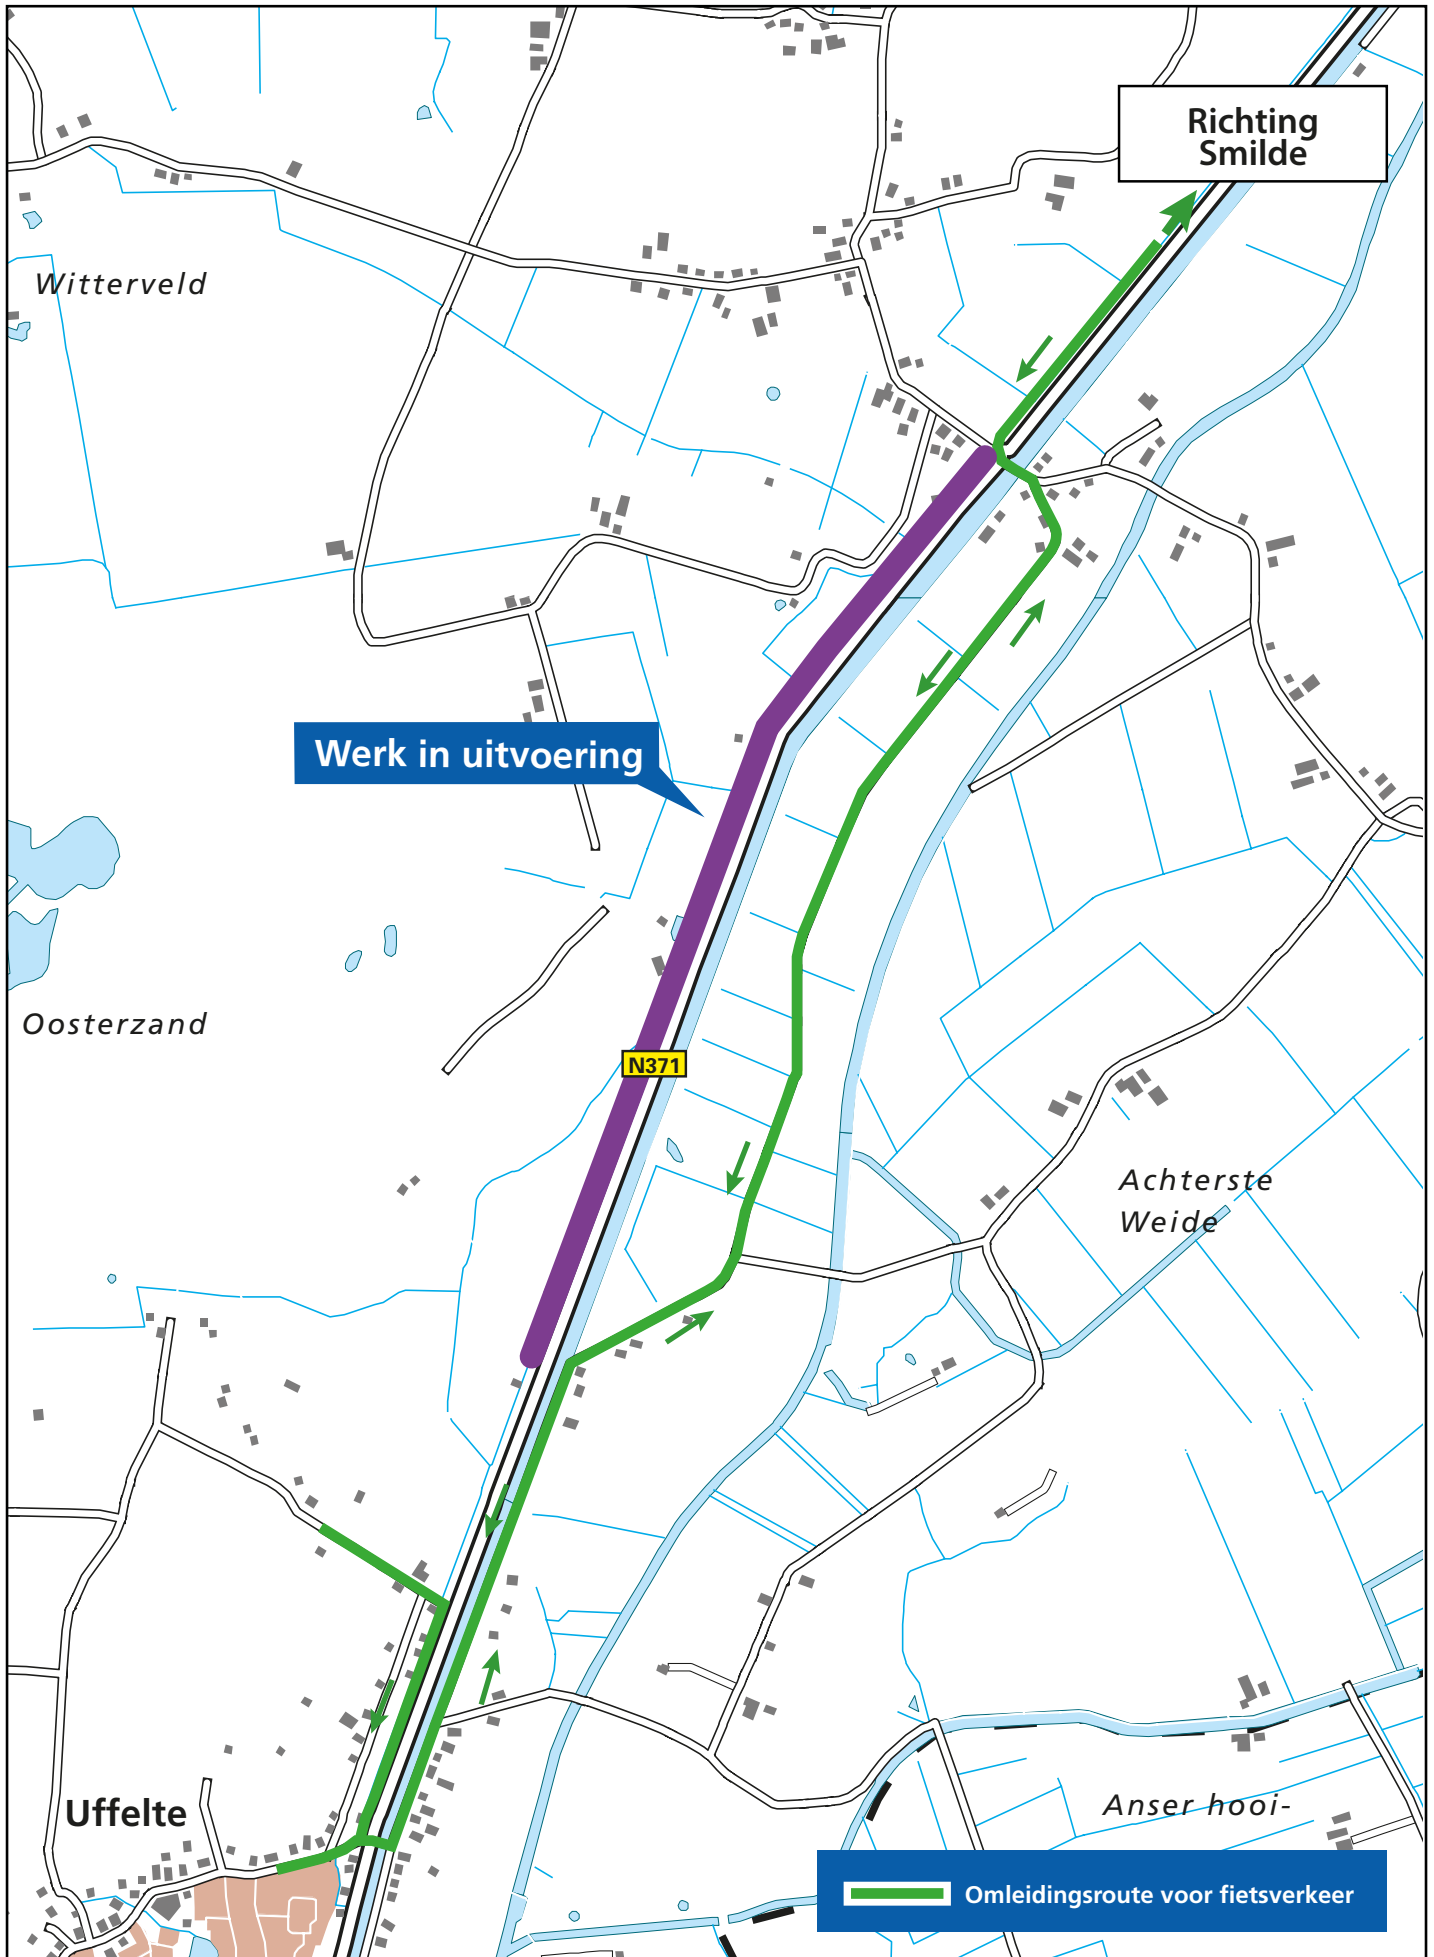 Richting
Smilde
Witterveld
Werk in uitvoering
Oosterzand
N371
Achterste
Weide
Uffelte
Anser hooi-
Omleidingsroute voor fietsverkeer